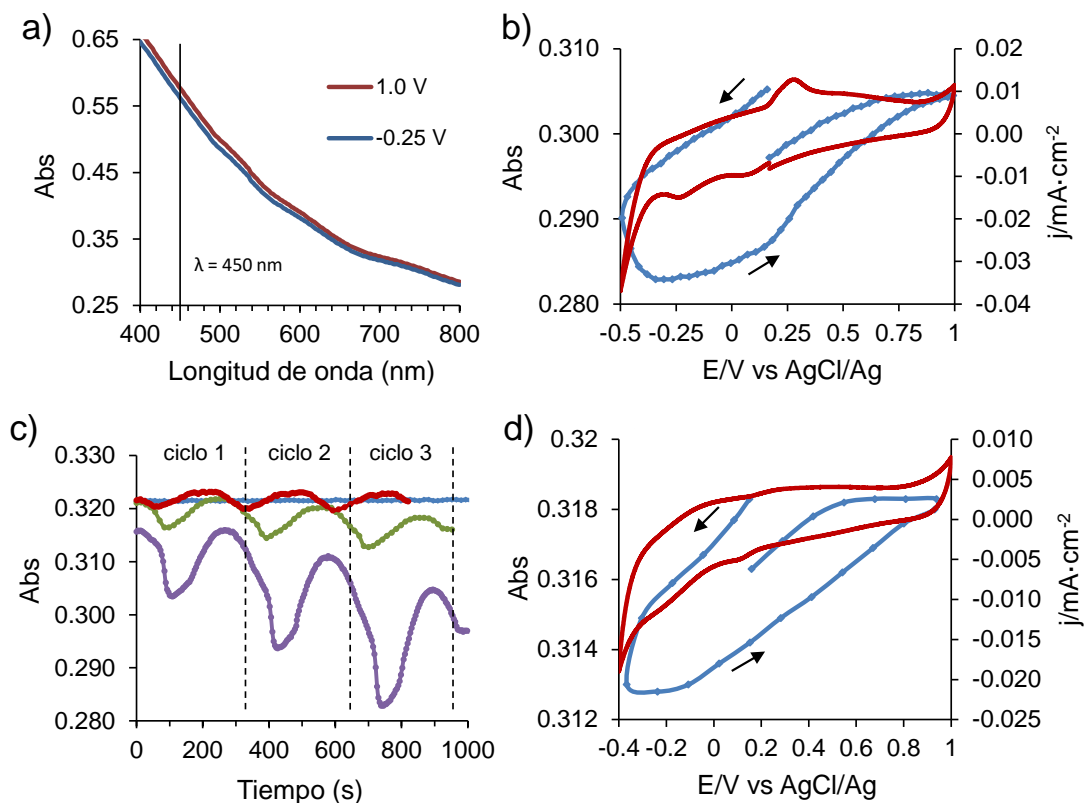 a)
0.65
0.55
0.45
0.35
0.25
Abs
1.0 V
-0.25 V
λ = 450 nm
400 500 600 700 800
Longitud de onda (nm)
b)
0.310
0.300
0.290
0.280
Abs
0.02
0.01
0.00
-0.01
-0.02
-0.03
-0.04
j/mA·cm-2
-0.5 -0.25 0 0.25 0.5 0.75 1
E/V vs AgCl/Ag
c)
ciclo 1 ciclo 2 ciclo 3
0.330
0.320
0.310
0.300
0.290
0.280
Abs
0 200 400 600 800 1000
Tiempo (s)
d)
0.32
0.318
0.316
0.314
0.312
Abs
0.010
0.005
0.000
-0.005
-0.010
-0.015
-0.020
-0.025
j/mA·cm-2
-0.4 -0.2 0 0.2 0.4 0.6 0.8 1
E/V vs AgCl/Ag